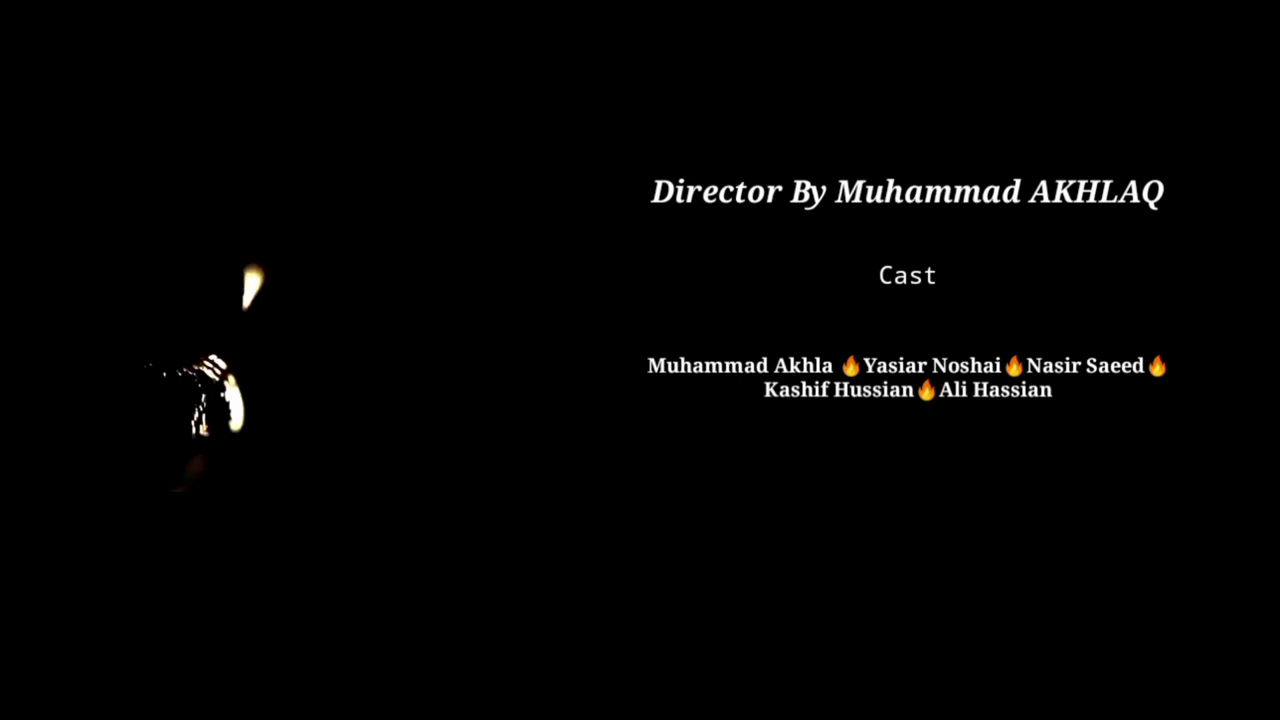 Director By Muhammad AKHLAQ
Cast
Muhammad Akhla 🔥Yasiar Noshai🔥Nasir Saeed🔥
Kashif Hussian🔥Ali Hassian